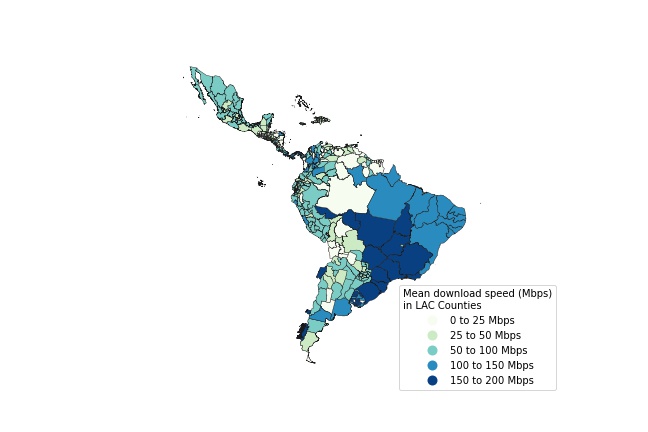 Mean download speed (Mbps)
in LAC Counties
0 to 25 Mbps
25 to 50 Mbps
50 to 100 Mbps
100 to 150 Mbps
150 to 200 Mbps